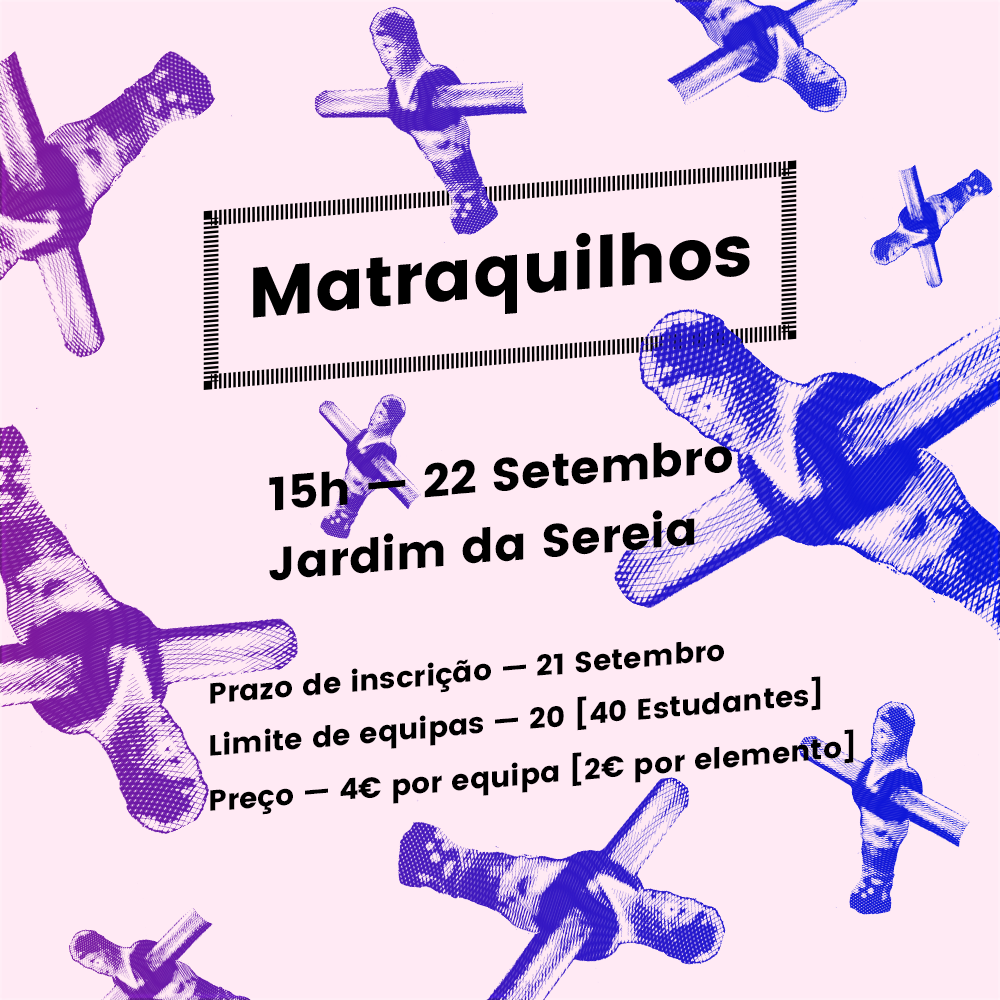 Matraquilhos
15h — 22 Setembro
Jardim da Sereia
Prazo de inscrição — 21 Setembro
Limite de equipas — 20 [40 Estudantes]
Preço — 4€ por equipa [2€ por elemento]